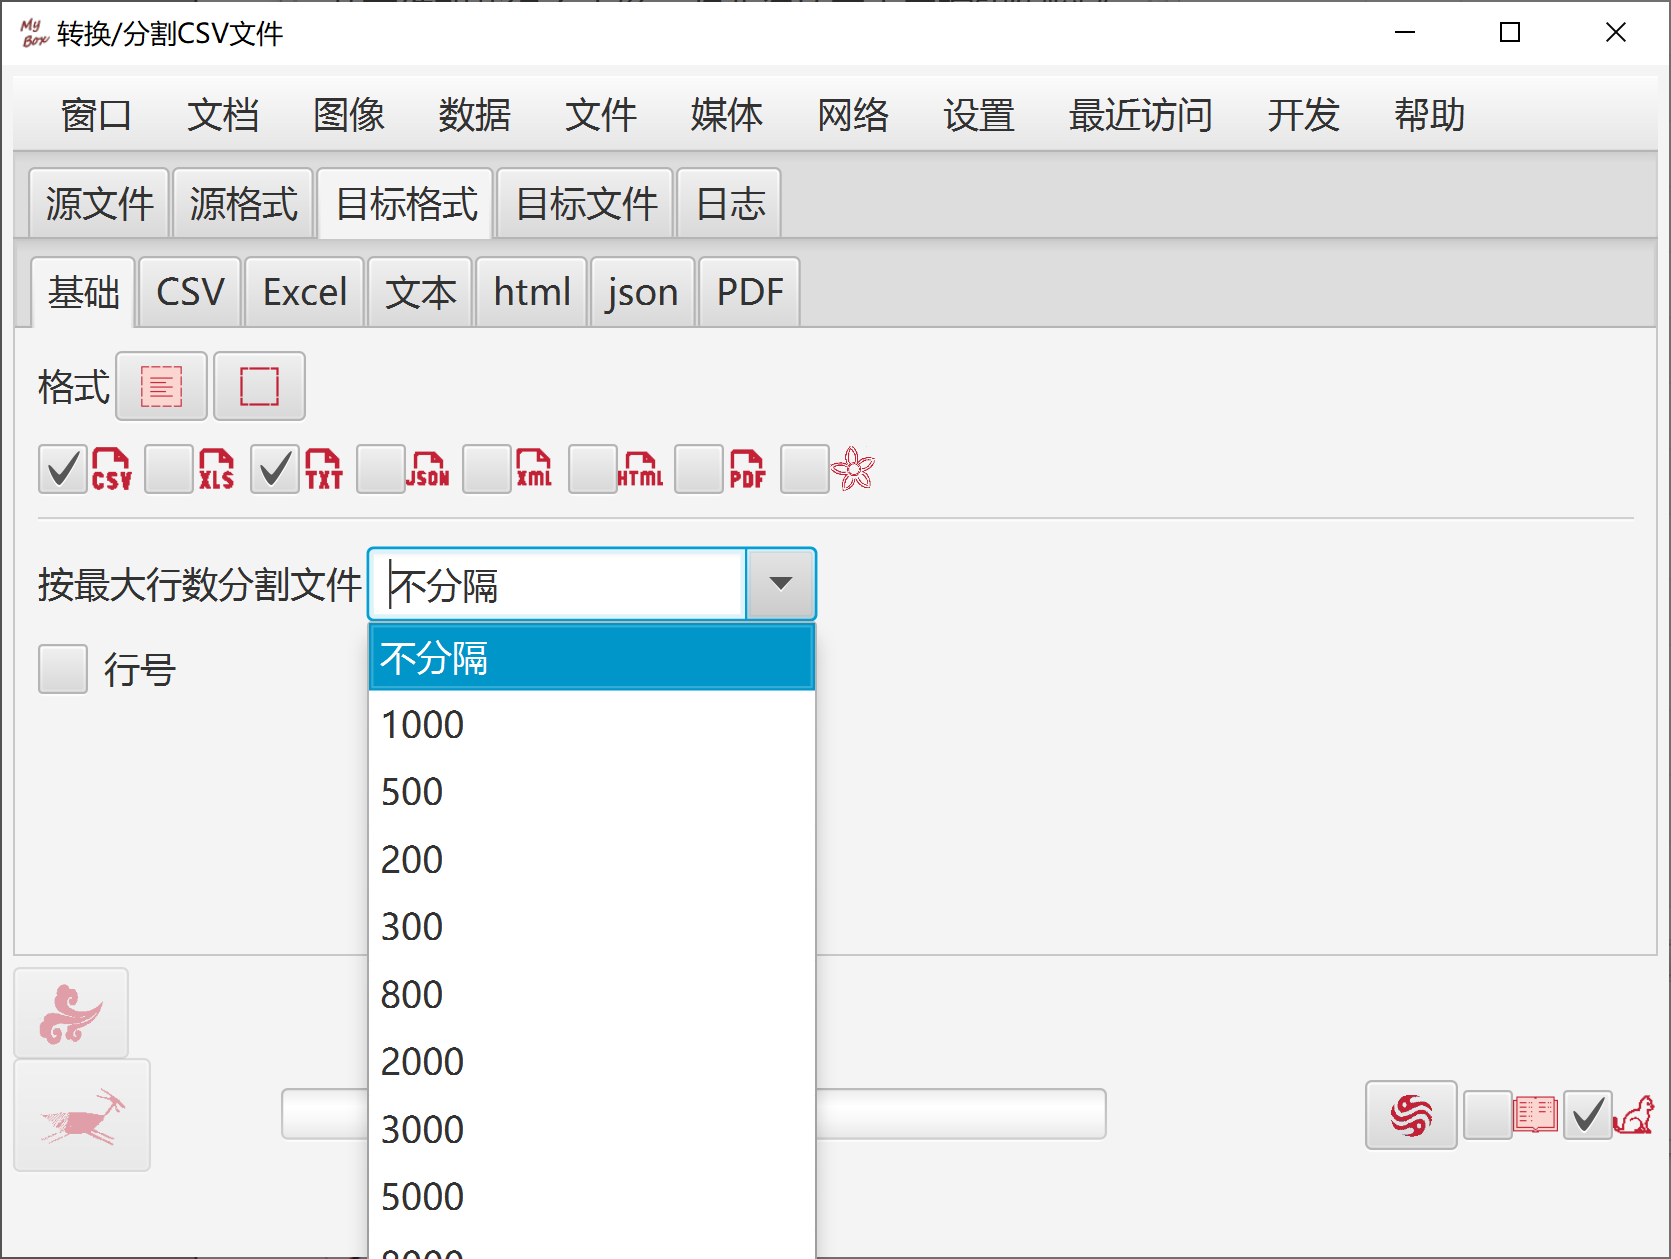 My Box 转换/分割CSV文件
窗口 文档 图像 数据 文件 媒体 网络 设置 最近访问 开发 帮助
源文件 源格式 目标格式 目标文件 日志
基础 CSV Excel 文本 html json PDF
格式
CSV XLS TXT JSON XML HTML PDF
按最大行数分割文件 不分隔
不分隔
行号
1000
500
200
300
800
2000
3000
5000
8000